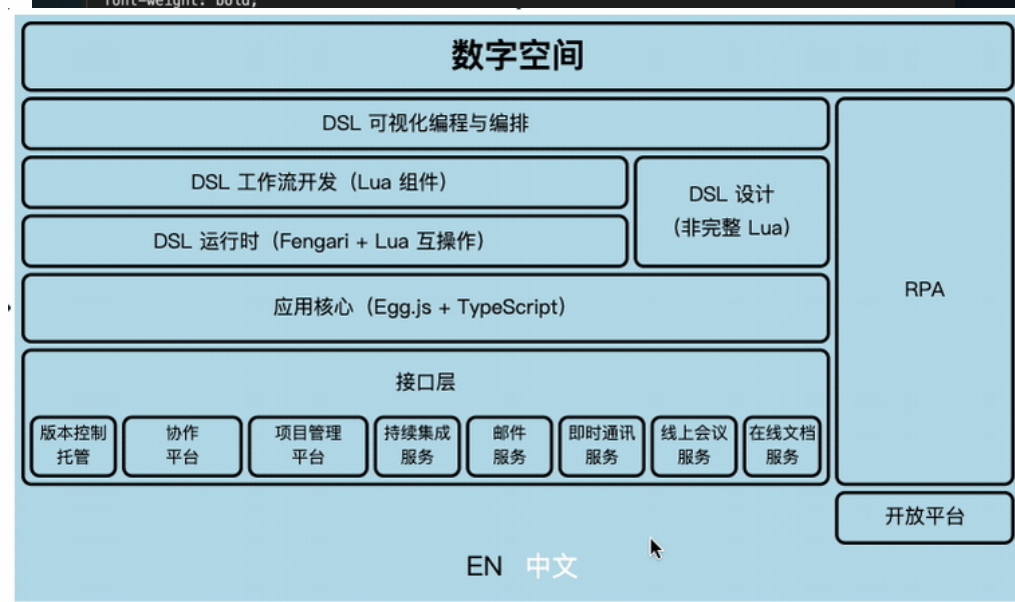 font-weight: bold;
数字空间
DSL 可视化编程与编排
DSL 工作流开发（Lua 组件）
DSL 设计
（非完整 Lua）
DSL 运行时（Fengari + Lua 互操作）
RPA
应用核心（Egg.js + TypeScript）
接口层
版本控制
托管
协作
平台
项目管理
平台
持续集成
服务
邮件
服务
即时通讯
服务
线上会议
服务
在线文档
服务
开放平台
EN 中文